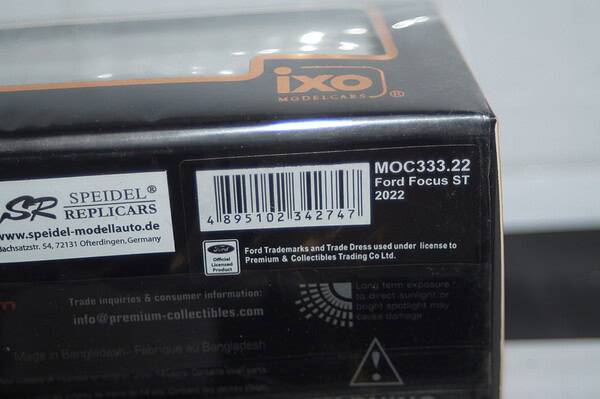 ixo ®
MODELCARS
MOC333.22
Ford Focus ST
2022
4 895102 342747
SR SPEIDEL®
REPLICARS
www.speidel-modellauto.de
achsatzstr. 54, 72131 Ofterdingen, Germany
Ford
Official
Licensed
Product
Ford Trademarks and Trade Dress used under license to
Premium & Collectibles Trading Co Ltd.
Trade inquiries & consumer information:
info@premium-collectibles.com
Long term exposure
to direct sunlight or
bright spotlight may
cause damage
Made in Bangladesh - Fabriqué au Bangladesh